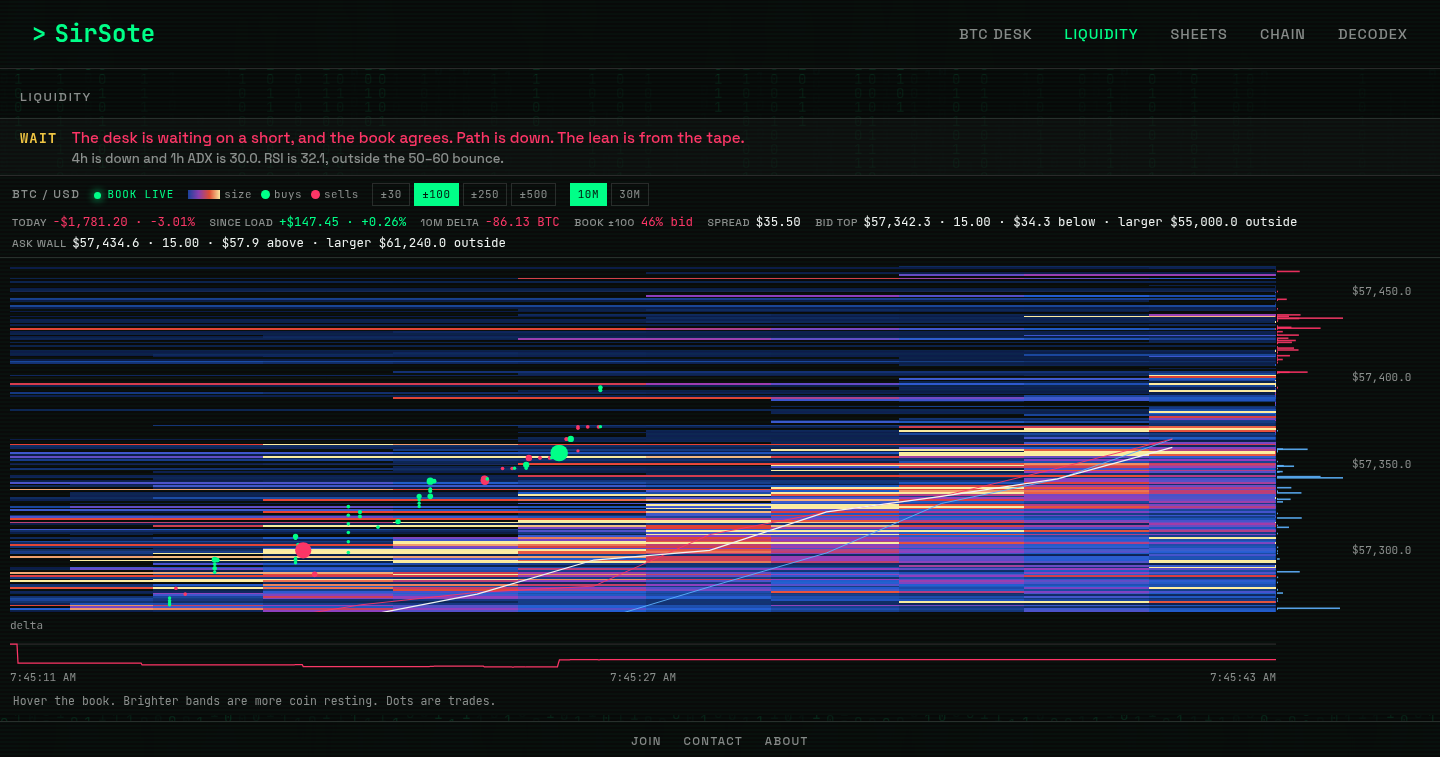 > SirSote
BTC DESK LIQUIDITY SHEETS CHAIN DECODEX
LIQUIDITY
WAIT The desk is waiting on a short, and the book agrees. Path is down. The lean is from the tape.
4h is down and 1h ADX is 30.0. RSI is 32.1, outside the 50–60 bounce.
BTC / USD BOOK LIVE size buys sells ±30 ±100 ±250 ±500 10M 30M
TODAY -$1,781.20 · -3.01% SINCE LOAD +$147.45 · +0.26% 10M DELTA -86.13 BTC BOOK ±100 46% bid SPREAD $35.50 BID TOP $57,342.3 · 15.00 · $34.3 below · larger $55,000.0 outside
ASK WALL $57,434.6 · 15.00 · $57.9 above · larger $61,240.0 outside
$57,450.0
$57,400.0
$57,350.0
$57,300.0
delta
7:45:11 AM 7:45:27 AM 7:45:43 AM
Hover the book. Brighter bands are more coin resting. Dots are trades.
JOIN CONTACT ABOUT